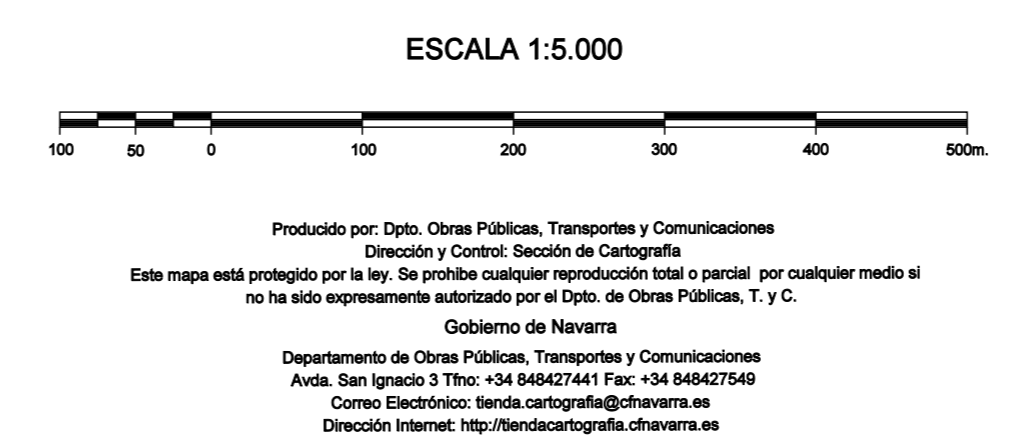 ESCALA 1:5.000
100 50 0 100 200 300 400 500m.
Producido por: Dpto. Obras Públicas, Transportes y Comunicaciones
Dirección y Control: Sección de Cartografía
Este mapa está protegido por la ley. Se prohibe cualquier reproducción total o parcial por cualquier medio si
no ha sido expresamente autorizado por el Dpto. de Obras Públicas, T. y C.
Gobierno de Navarra
Departamento de Obras Públicas, Transportes y Comunicaciones
Avda. San Ignacio 3 Tfno: +34 848427441 Fax: +34 848427549
Correo Electrónico: tienda.cartografia@cfnavarra.es
Dirección Internet: http://tiendacartografia.cfnavarra.es